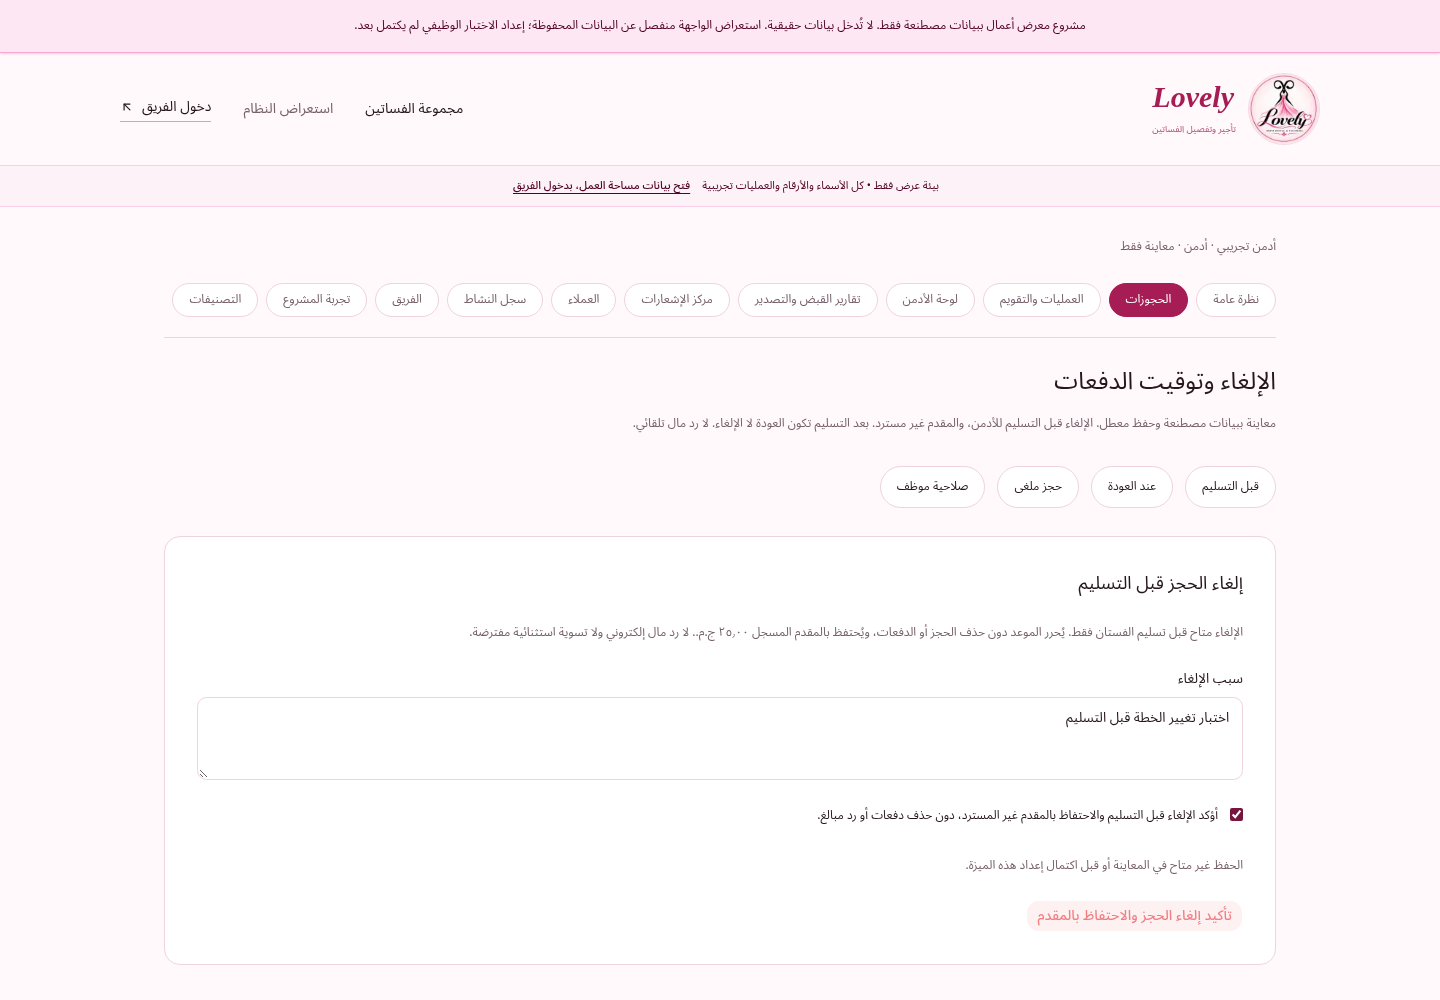 مشروع معرض أعمال ببيانات مصطنعة فقط. لا تُدخل بيانات حقيقية. استعراض الواجهة منفصل عن البيانات المحفوظة؛ إعداد الاختبار الوظيفي لم يكتمل بعد.
Lovely
Lovely
تأجير وتفصيل الفساتين
مجموعة الفساتين
استعراض النظام
دخول الفريق
بيئة عرض فقط • كل الأسماء والأرقام والعمليات تجريبية فتح بيانات مساحة العمل، بدخول الفريق
أدمن تجريبي · أدمن · معاينة فقط
نظرة عامة
الحجوزات
العمليات والتقويم
لوحة الأدمن
تقارير القبض والتصدير
مركز الإشعارات
العملاء
سجل النشاط
الفريق
تجربة المشروع
التصنيفات
الإلغاء وتوقيت الدفعات
معاينة ببيانات مصطنعة وحفظ معطل. الإلغاء قبل التسليم للأدمن، والمقدم غير مسترد. بعد التسليم تكون العودة لا الإلغاء. لا رد مال تلقائي.
قبل التسليم
عند العودة
حجز ملغى
صلاحية موظف
إلغاء الحجز قبل التسليم
الإلغاء متاح قبل تسليم الفستان فقط. يُحرر الموعد دون حذف الحجز أو الدفعات، ويُحتفظ بالمقدم المسجل ٢٥٫٠٠ ج.م.. لا رد مال إلكتروني ولا تسوية استثنائية مفترضة.
سبب الإلغاء
اختبار تغيير الخطة قبل التسليم
أؤكد الإلغاء قبل التسليم والاحتفاظ بالمقدم غير المسترد، دون حذف دفعات أو رد مبالغ.
الحفظ غير متاح في المعاينة أو قبل اكتمال إعداد هذه الميزة.
تأكيد إلغاء الحجز والاحتفاظ بالمقدم